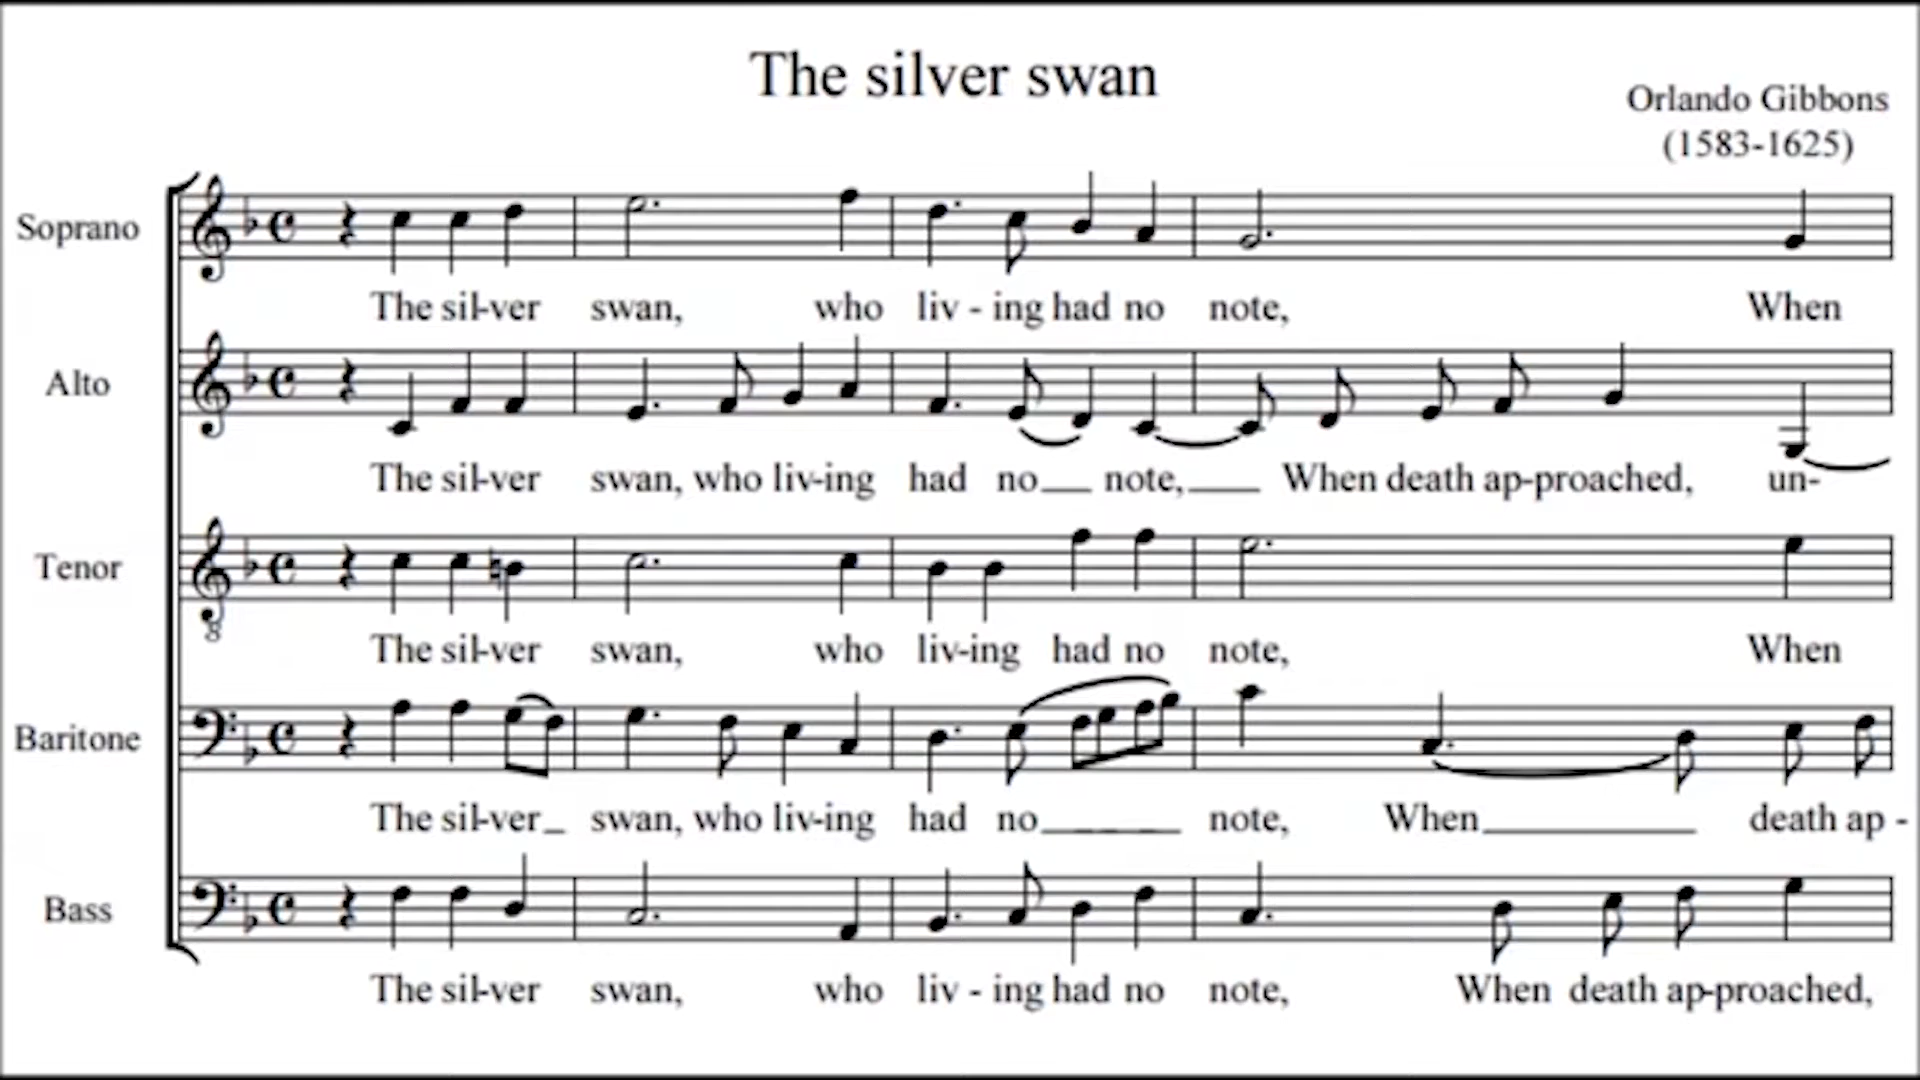 The silver swan
Orlando Gibbons
(1583-1625)
Soprano
The sil-ver swan, who liv - ing had no note, When
Alto
The sil-ver swan, who liv-ing had no note, When death ap-proached, un-
Tenor
8
The sil-ver swan, who liv-ing had no note, When
Baritone
The sil-ver_ swan, who liv-ing had no note, When death ap -
Bass
The sil-ver swan, who liv - ing had no note, When death ap-proached,